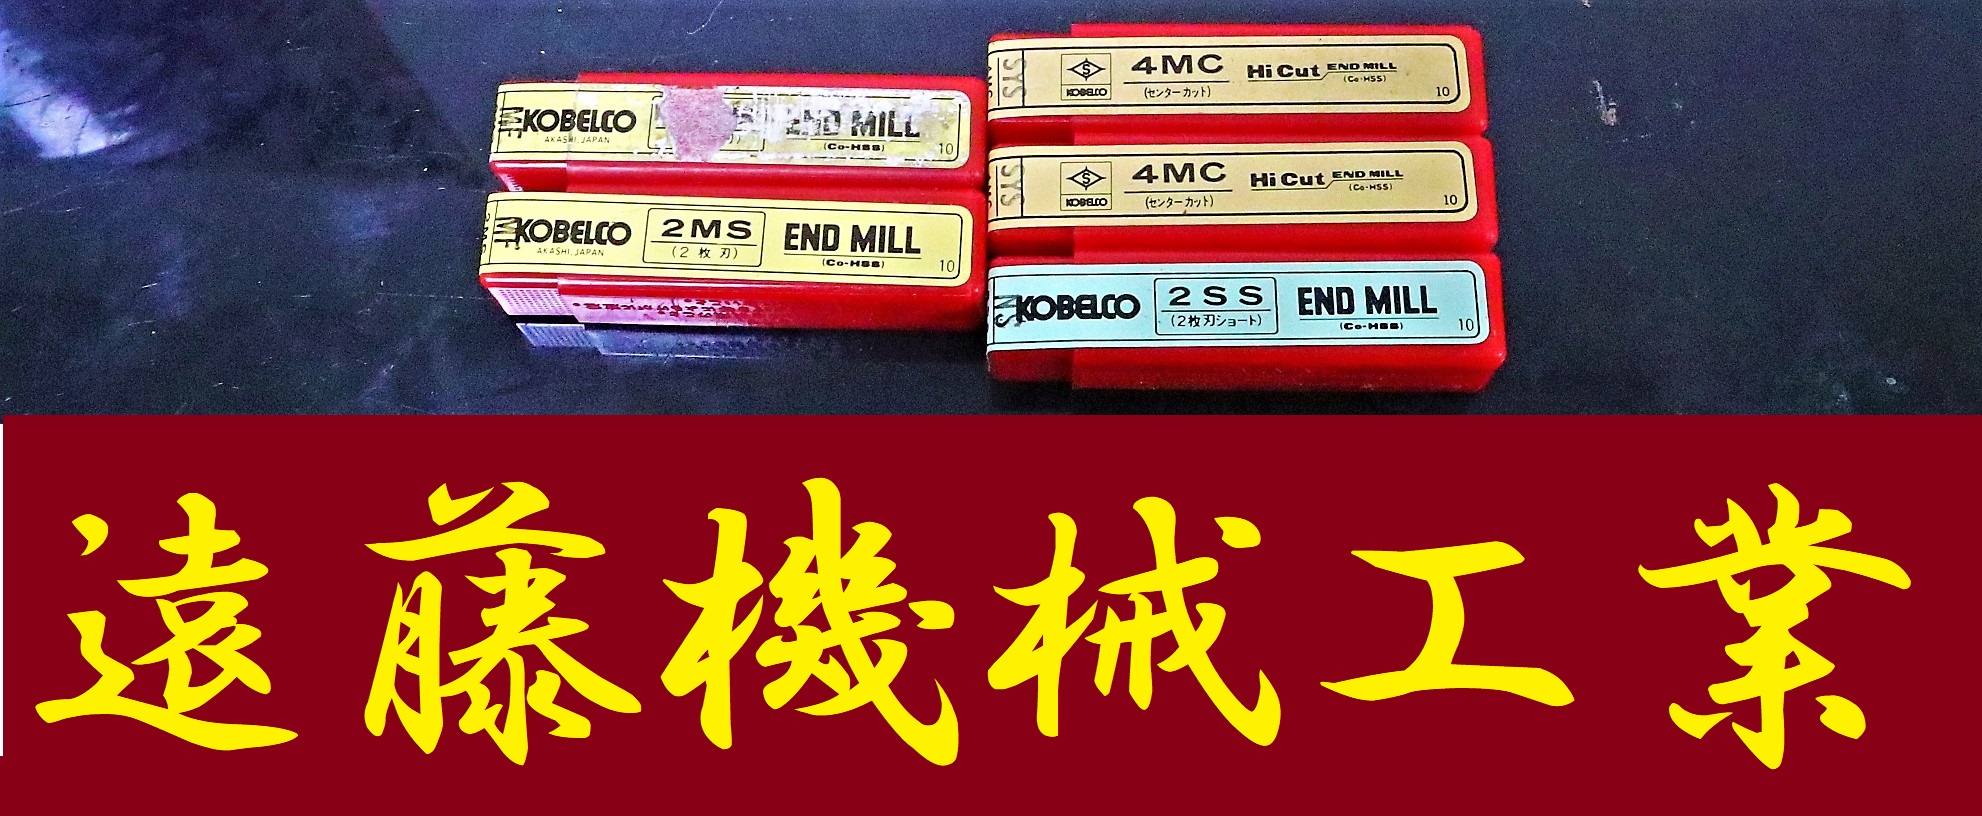 KOBELCO
AKASHI, JAPAN
END MILL
(Co-HSS)
10
MF
KOBELCO
AKASHI, JAPAN
2MS
(2枚刃)
END MILL
(Co-HSS)
10
SYS
S
KOBELCO
4MC
(センターカット)
Hi Cut END MILL
(Co-HSS)
10
SYS
S
KOBELCO
4MC
(センターカット)
Hi Cut END MILL
(Co-HSS)
10
KOBELCO
2SS
(2枚刃ショート)
END MILL
(Co-HSS)
10
遠藤機械工業